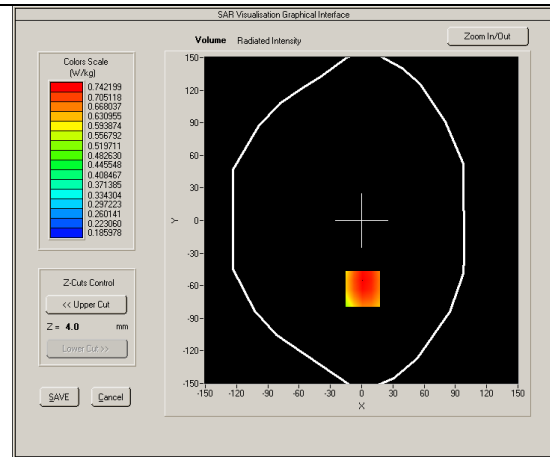 SAR Visualisation Graphical Interface
Volume Radiated Intensity
Zoom In/Out
Colors Scale
(W/kg)
0.742199
0.705118
0.668037
0.630955
0.593874
0.556792
0.519711
0.482630
0.445548
0.408467
0.371385
0.334304
0.297223
0.260141
0.223060
0.185978
Z-Cuts Control
<< Upper Cut
Z = 4.0 mm
Lower Cut >>
SAVE Cancel
150
120
90
60
30
0
-30
-60
-90
-120
-150
Y
-150 -120 -90 -60 -30 0 30 60 90 120 150
X